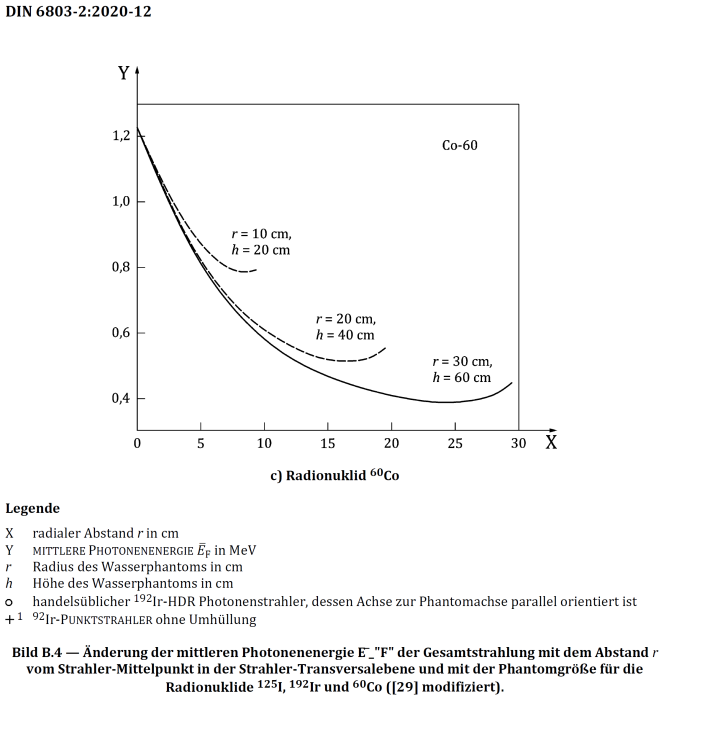 DIN 6803-2:2020-12
Y
1,2
Co-60
1,0
r = 10 cm,
h = 20 cm
0,8
r = 20 cm,
h = 40 cm
0,6
r = 30 cm,
h = 60 cm
0,4
0 5 10 15 20 25 30 X
c) Radionuklid ⁶⁰Co
Legende
X radialer Abstand r in cm
Y MITTLERE PHOTONENENERGIE E̅F in MeV
r Radius des Wasserphantoms in cm
h Höhe des Wasserphantoms in cm
o handelsüblicher ¹⁹²Ir-HDR Photonenstrahler, dessen Achse zur Phantomachse parallel orientiert ist
+¹ ⁹²Ir-PUNKTSTRAHLER ohne Umhüllung
Bild B.4 — Änderung der mittleren Photonenenergie E¯_"F" der Gesamtstrahlung mit dem Abstand r
vom Strahler-Mittelpunkt in der Strahler-Transversalebene und mit der Phantomgröße für die
Radionuklide ¹²⁵I, ¹⁹²Ir und ⁶⁰Co ([29] modifiziert).